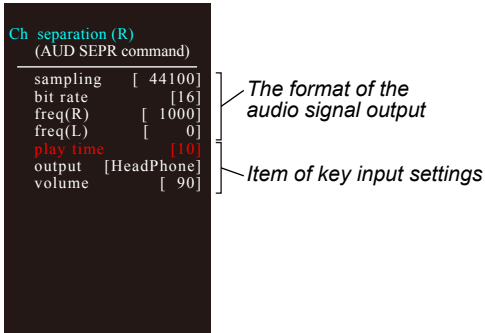 Ch separation (R)
(AUD SEPR command)
sampling [ 44100]
bit rate [16]
freq(R) [ 1000]
freq(L) [ 0]
play time [10]
output [HeadPhone]
volume [ 90]
The format of the
audio signal output
Item of key input settings